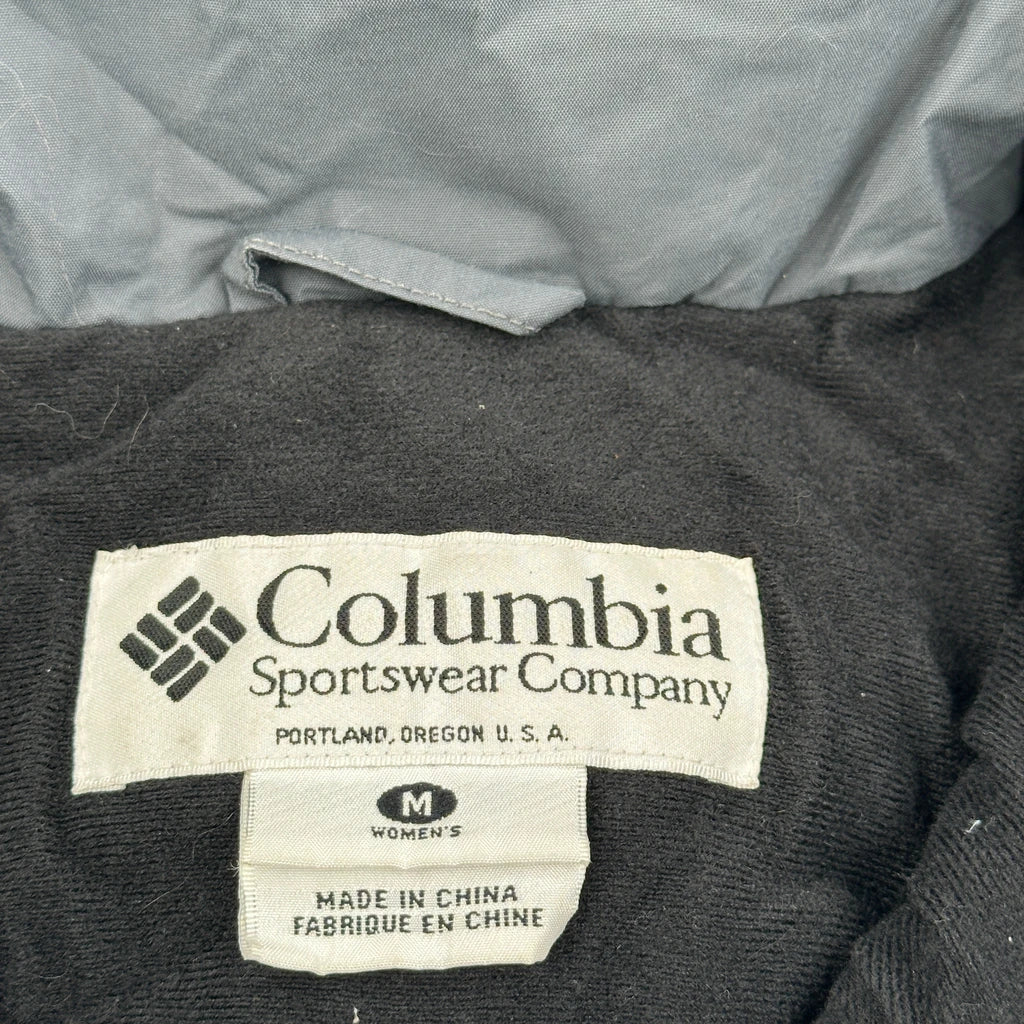 Columbia
Sportswear Company
PORTLAND, OREGON U. S. A.
M
WOMEN'S
MADE IN CHINA
FABRIQUE EN CHINE